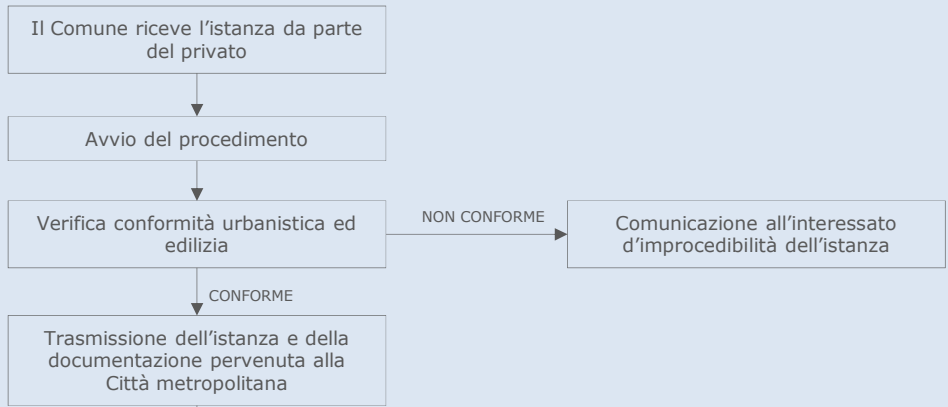 Il Comune riceve l'istanza da parte
del privato
Avvio del procedimento
Verifica conformità urbanistica ed
edilizia
NON CONFORME
Comunicazione all'interessato
d'improcedibilità dell'istanza
CONFORME
Trasmissione dell'istanza e della
documentazione pervenuta alla
Città metropolitana